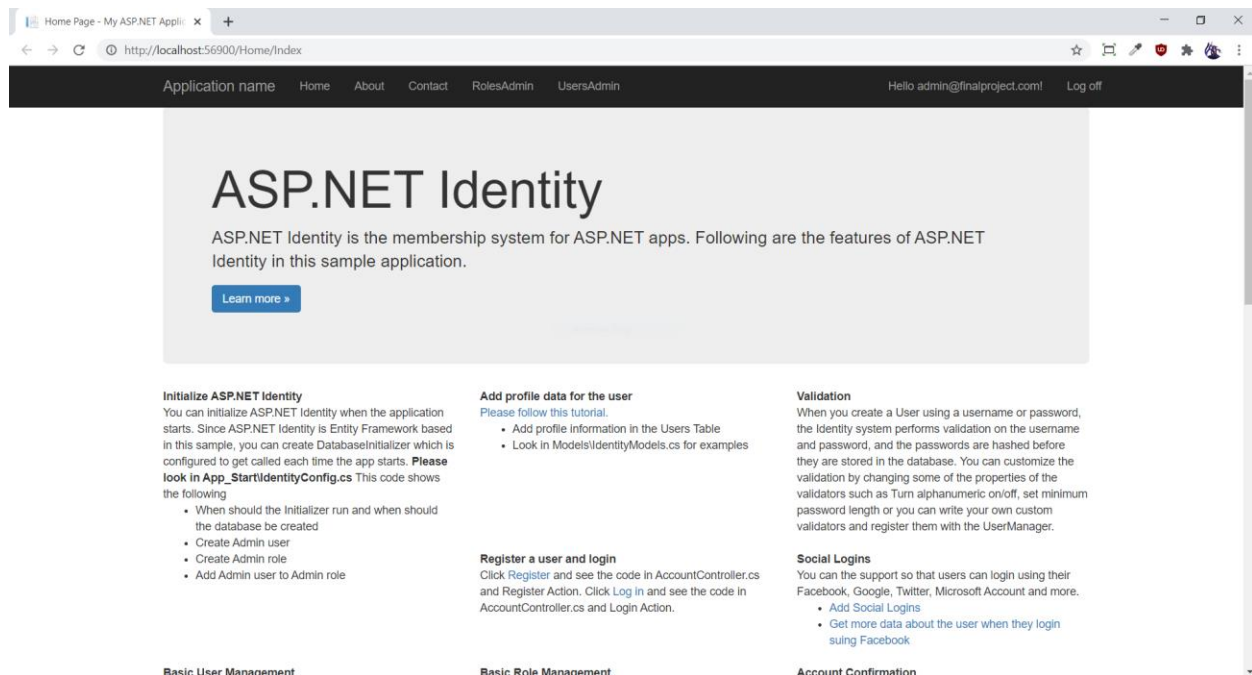 Home Page - My ASP.NET Applic
http://localhost:56900/Home/Index
Application name Home About Contact RolesAdmin UsersAdmin Hello admin@finalproject.com! Log off
ASP.NET Identity
ASP.NET Identity is the membership system for ASP.NET apps. Following are the features of ASP.NET
Identity in this sample application.
Learn more »
Initialize ASP.NET Identity
You can initialize ASP.NET Identity when the application
starts. Since ASP.NET Identity is Entity Framework based
in this sample, you can create DatabaseInitializer which is
configured to get called each time the app starts. Please
look in App_Start\IdentityConfig.cs This code shows
the following
• When should the Initializer run and when should
the database be created
• Create Admin user
• Create Admin role
• Add Admin user to Admin role
Add profile data for the user
Please follow this tutorial.
• Add profile information in the Users Table
• Look in Models\IdentityModels.cs for examples
Validation
When you create a User using a username or password,
the Identity system performs validation on the username
and password, and the passwords are hashed before
they are stored in the database. You can customize the
validation by changing some of the properties of the
validators such as Turn alphanumeric on/off, set minimum
password length or you can write your own custom
validators and register them with the UserManager.
Register a user and login
Click Register and see the code in AccountController.cs
and Register Action. Click Log in and see the code in
AccountController.cs and Login Action.
Social Logins
You can the support so that users can login using their
Facebook, Google, Twitter, Microsoft Account and more.
• Add Social Logins
• Get more data about the user when they login
suing Facebook
Basic User Management
Basic Role Management
Account Confirmation